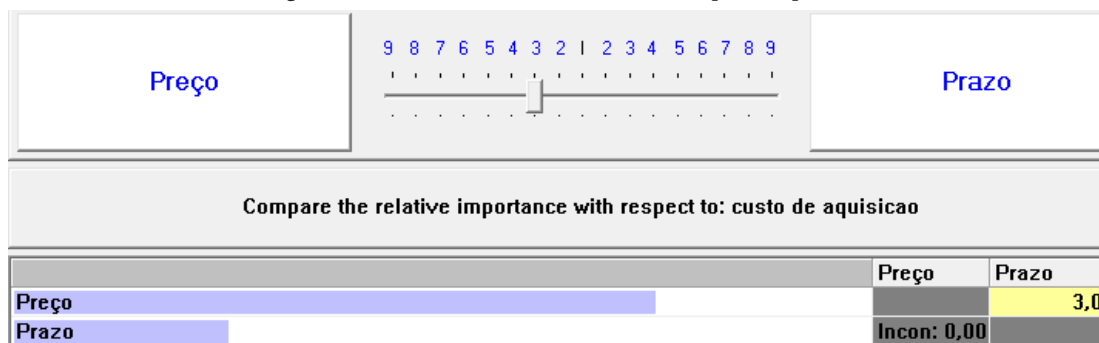 9 8 7 6 5 4 3 2 | 2 3 4 5 6 7 8 9
Preço
Prazo
Compare the relative importance with respect to: custo de aquisicao
Preço Prazo
Preço 3,0
Prazo Incon: 0,00